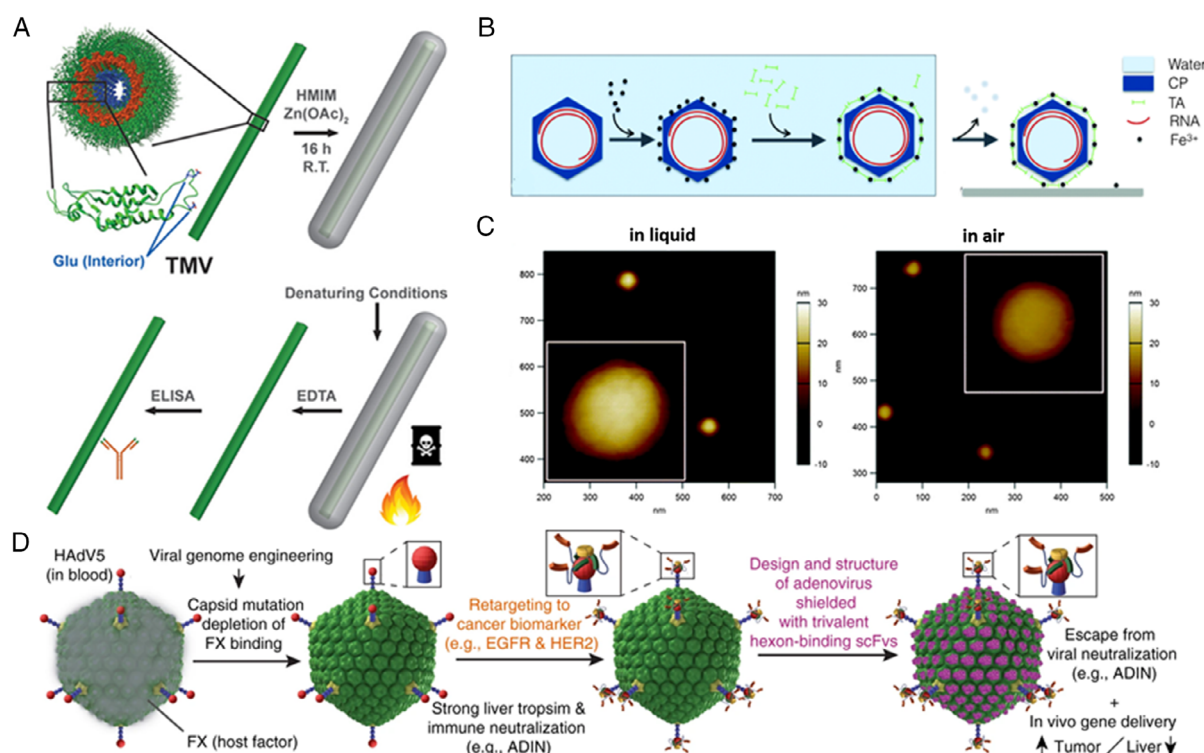 A
HMIM
Zn(OAc)2
16 h
R.T.
Glu (Interior)
TMV
Denaturing Conditions
ELISA
EDTA
B
Water
CP
TA
RNA
Fe3+
C
in liquid
800
700
600
500
400
nm
200 300 400 500 600 700
nm
nm
30
20
10
0
-10
in air
700
600
500
400
300
nm
0 100 200 300 400 500
nm
nm
30
20
10
0
-10
D
HAdV5
(in blood)
Viral genome engineering
Capsid mutation
depletion of
FX binding
FX (host factor)
Retargeting to
cancer biomarker
(e.g., EGFR & HER2)
Strong liver tropsim &
immune neutralization
(e.g., ADIN)
Design and structure
of adenovirus
shielded
with trivalent
hexon-binding scFvs
Escape from
viral neutralization
(e.g., ADIN)
+
In vivo gene delivery
Tumor / Liver